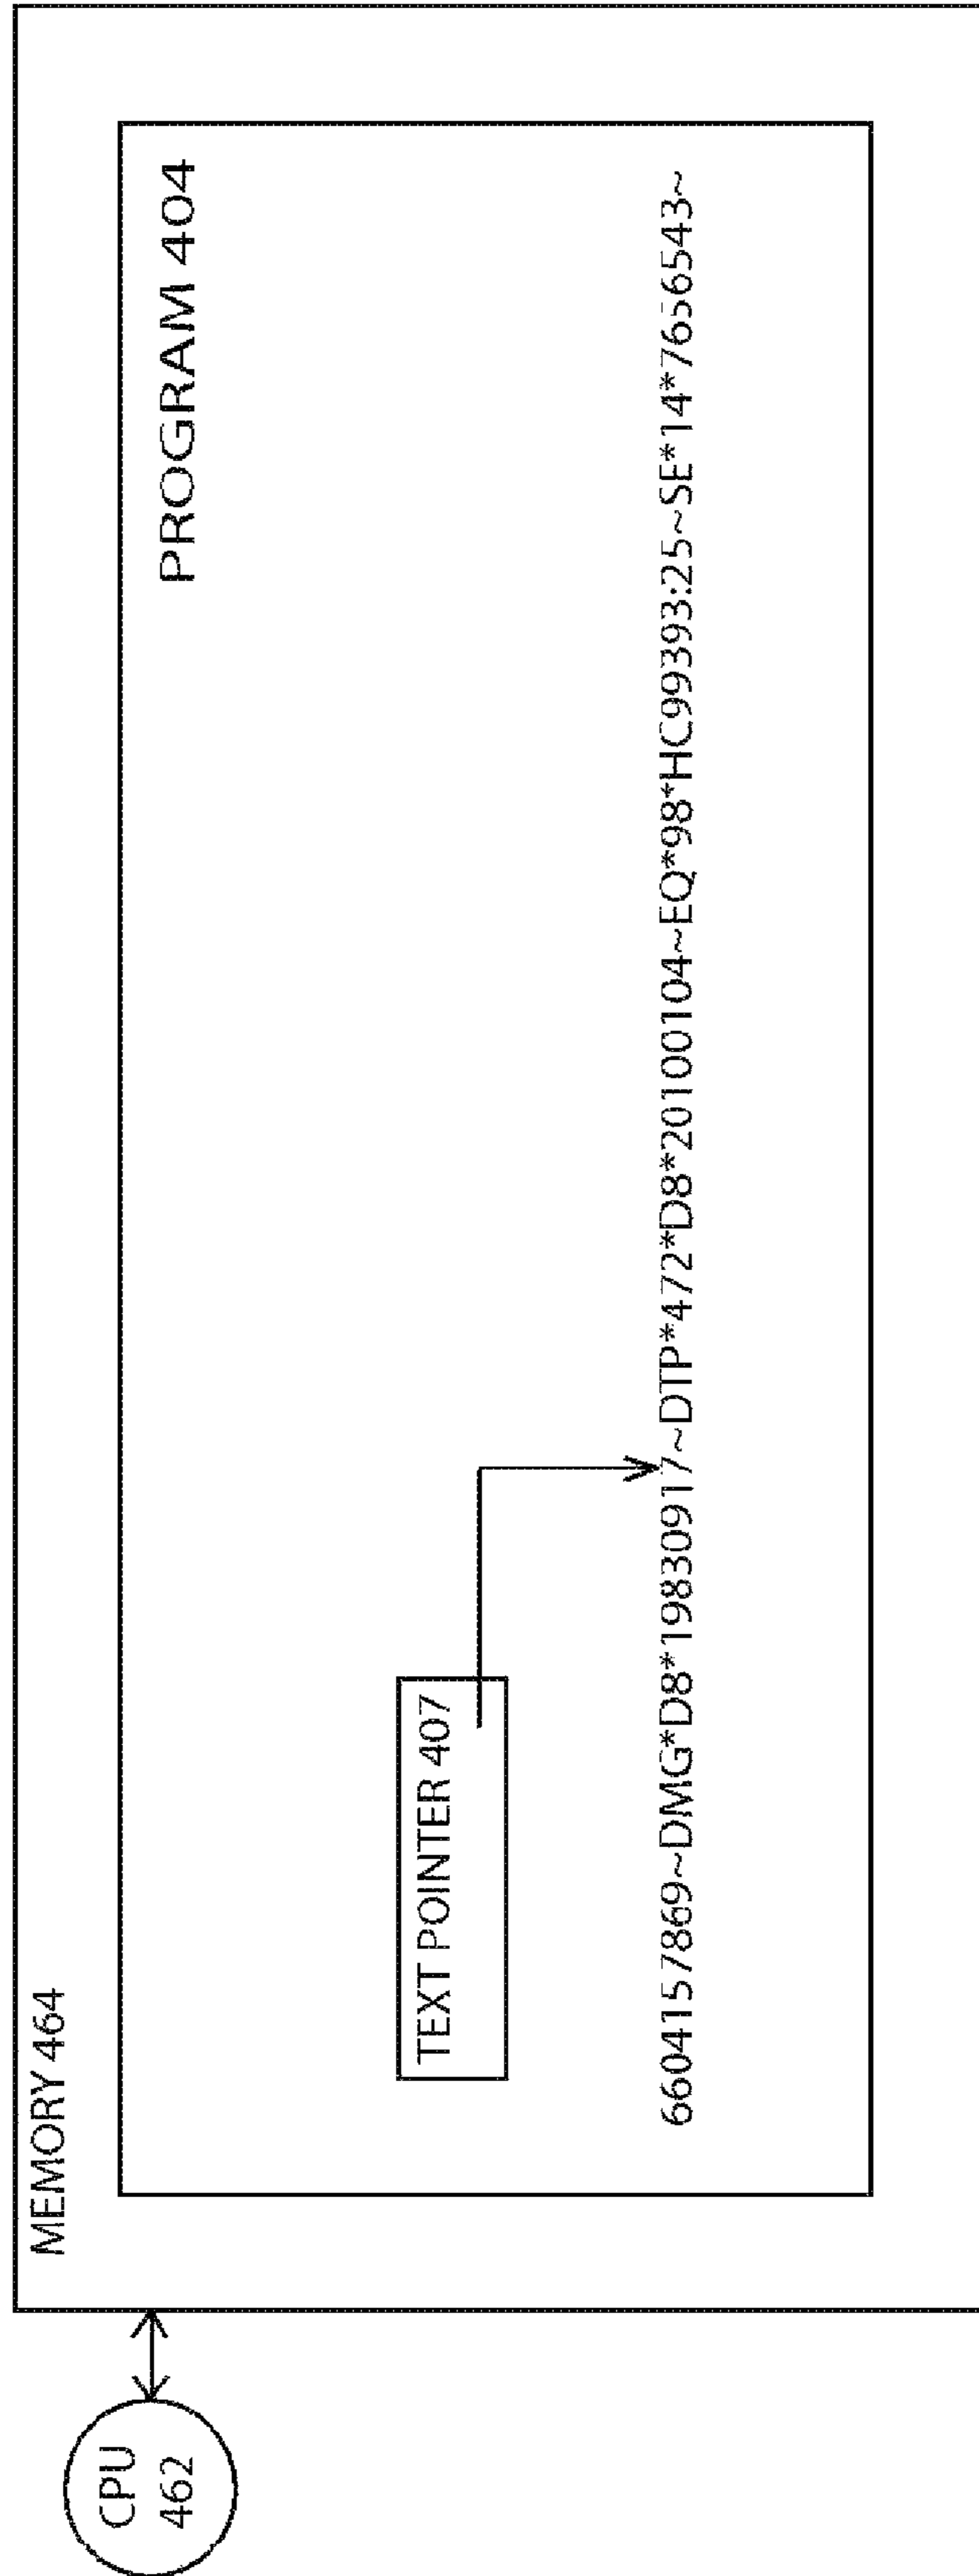 MEMORY 464
PROGRAM 404
CPU
462
TEXT POINTER 407
6604157869~DMG*D8*19830917~DTP*472*D8*20100104~EQ*98*HC99393:25~SE*14*7656543~